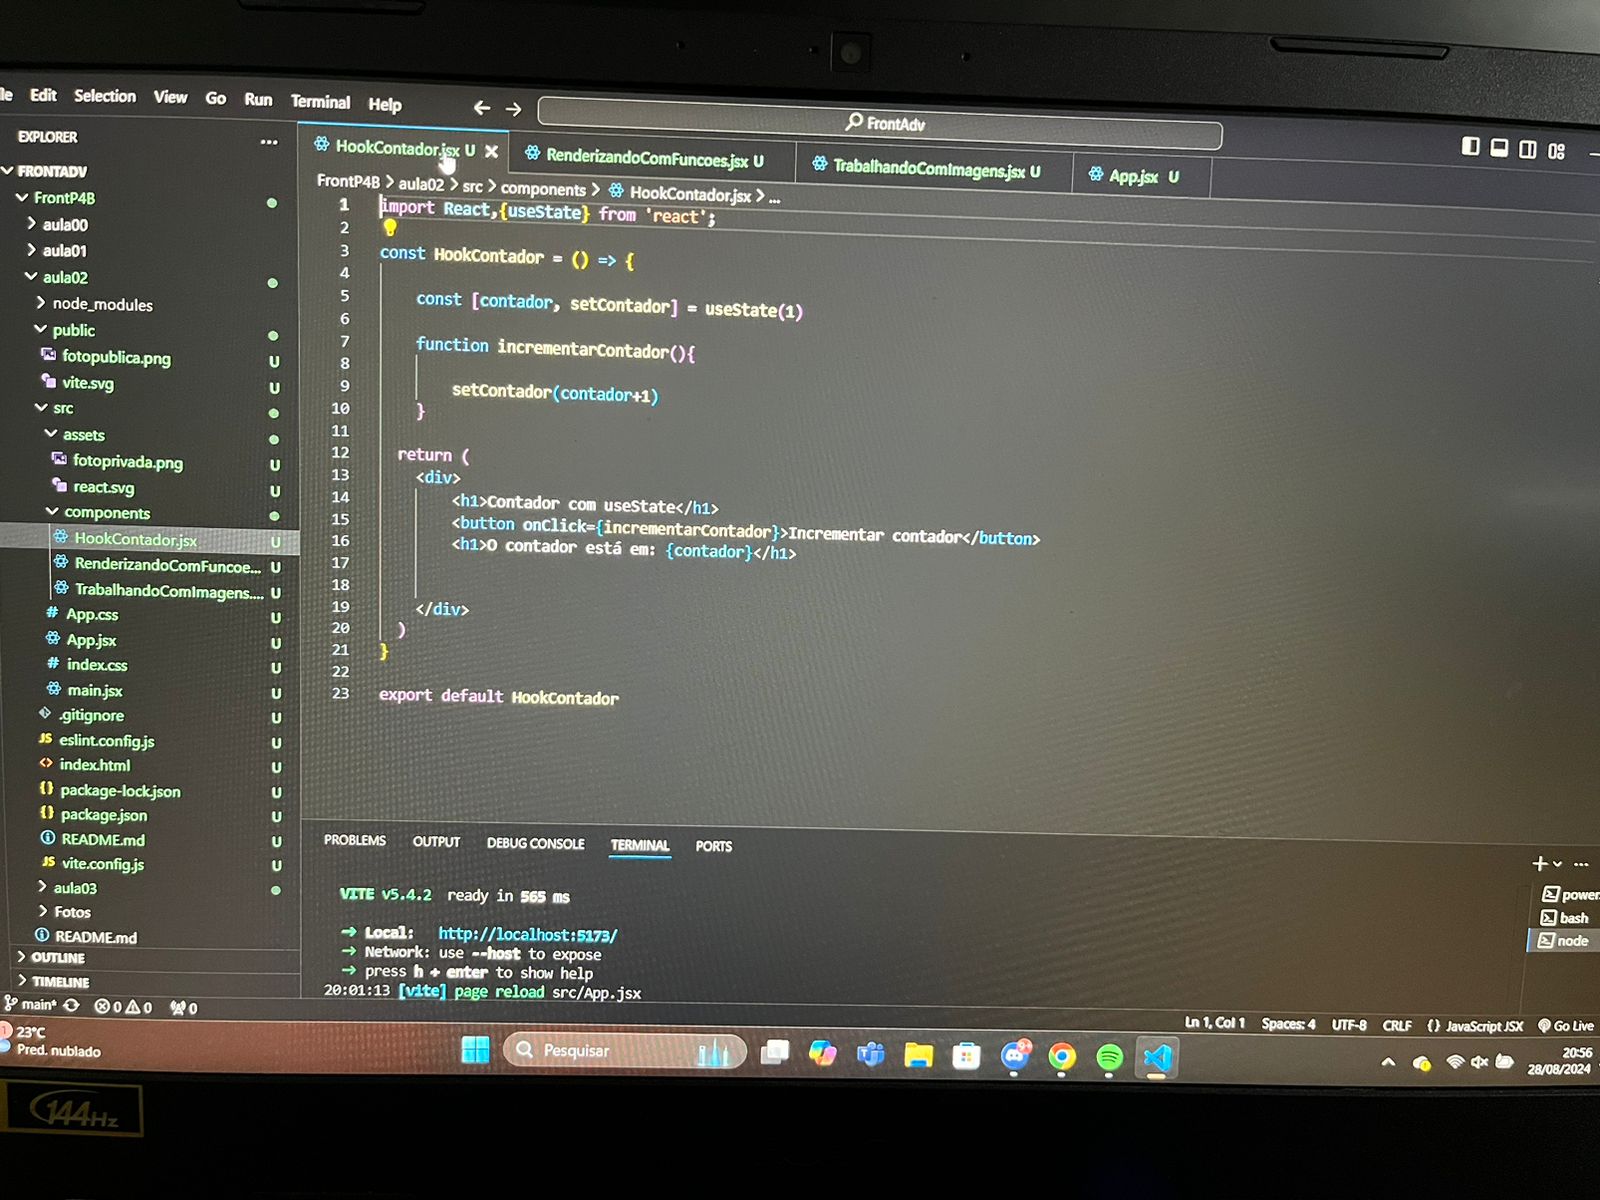 Edit Selection View Go Run Terminal Help
FrontAdv
EXPLORER
HookContador.jsx U
RenderizandoComFuncoes.jsx U
TrabalhandoComImagens.jsx U
App.jsx U
FRONTADV
FrontP4B
aula00
aula01
aula02
node_modules
public
fotopublica.png U
vite.svg U
src
assets
fotoprivada.png U
react.svg U
components
HookContador.jsx U
RenderizandoComFuncoe... U
TrabalhandoComImagens.... U
# App.css U
App.jsx U
# index.css U
main.jsx U
.gitignore U
JS eslint.config.js U
<> index.html U
{} package-lock.json U
{} package.json U
README.md U
JS vite.config.js U
aula03
Fotos
README.md
OUTLINE
TIMELINE
FrontP4B > aula02 > src > components > HookContador.jsx > ...
1 import React,{useState} from 'react';
2
3 const HookContador = () => {
4
5 const [contador, setContador] = useState(1)
6
7 function incrementarContador(){
8
9 setContador(contador+1)
10 }
11
12 return (
13 <div>
14 <h1>Contador com useState</h1>
15 <button onClick={incrementarContador}>Incrementar contador</button>
16 <h1>O contador está em: {contador}</h1>
17
18
19 </div>
20 )
21 }
22
23 export default HookContador
PROBLEMS OUTPUT DEBUG CONSOLE TERMINAL PORTS
VITE v5.4.2 ready in 565 ms
➜ Local: http://localhost:5173/
➜ Network: use --host to expose
➜ press h + enter to show help
20:01:13 [vite] page reload src/App.jsx
power
bash
node
main* 0 0 0
Ln 1, Col 1 Spaces: 4 UTF-8 CRLF {} JavaScript JSX Go Live
23°C
Pred. nublado
Pesquisar
20:56
28/08/2024
144Hz